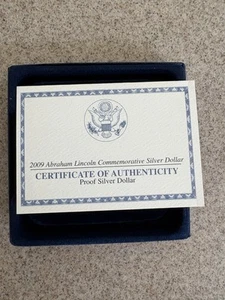 2009 Abraham Lincoln Commemorative Silver Dollar
CERTIFICATE OF AUTHENTICITY
Proof Silver Dollar